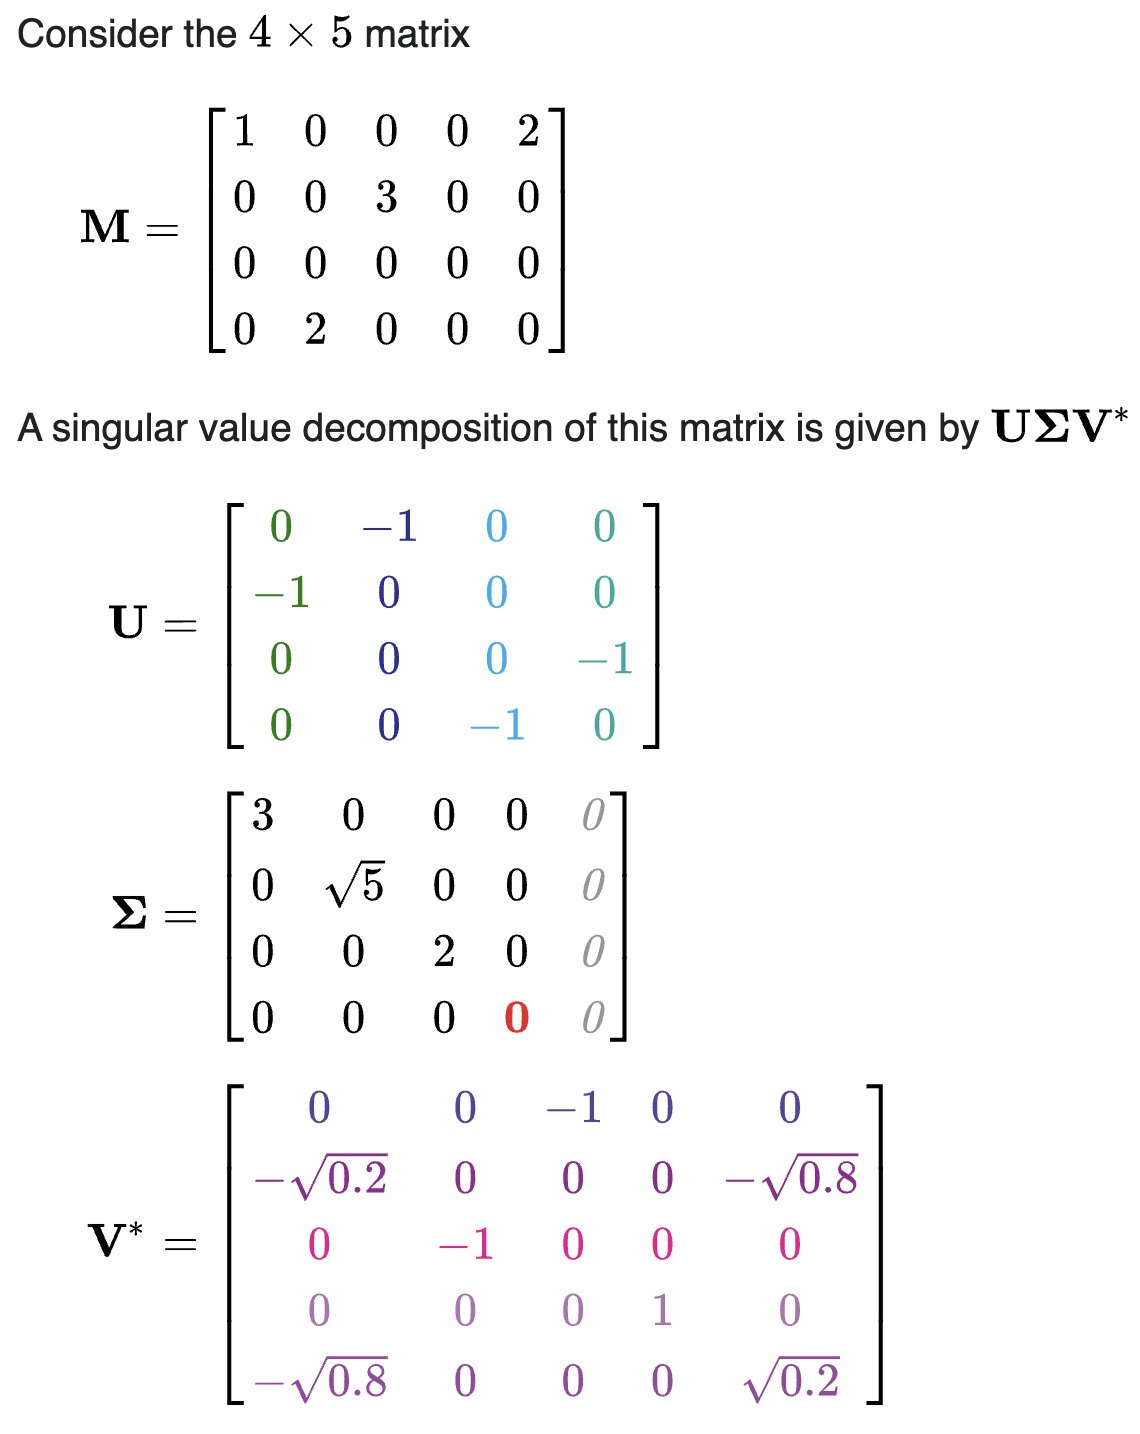 Consider the 4 × 5 matrix
M =
1 0 0 0 2
0 0 3 0 0
0 0 0 0 0
0 2 0 0 0
A singular value decomposition of this matrix is given by UΣV*
U =
0 −1 0 0
−1 0 0 0
0 0 0 −1
0 0 −1 0
Σ =
3 0 0 0 0
0 √5 0 0 0
0 0 2 0 0
0 0 0 0 0
V* =
0 0 −1 0 0
−√0.2 0 0 0 −√0.8
0 −1 0 0 0
0 0 0 1 0
−√0.8 0 0 0 √0.2